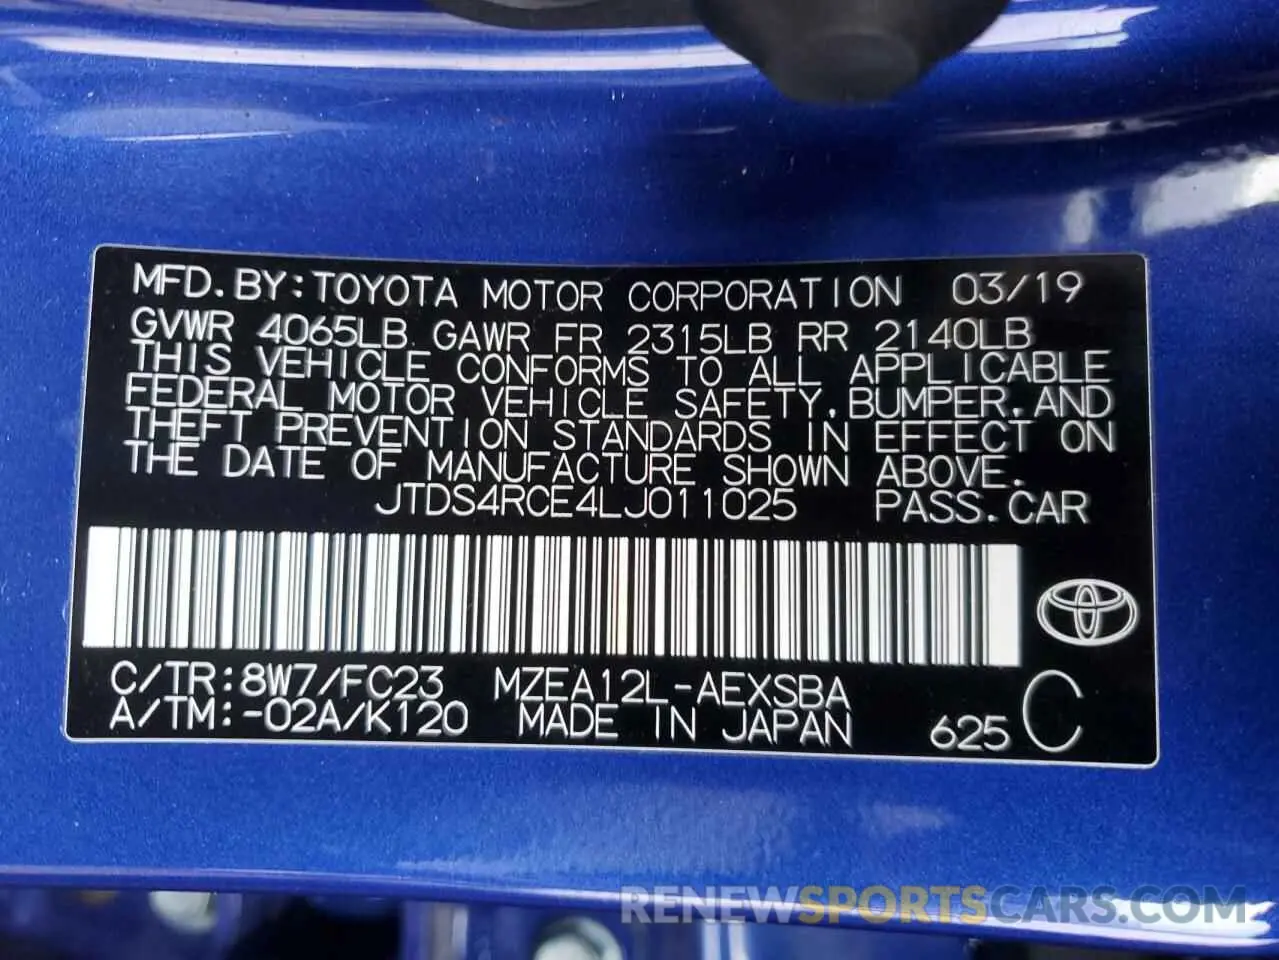 MFD. BY: TOYOTA MOTOR CORPORATION 03/19
GVWR 4065LB GAWR FR 2315LB RR 2140LB
THIS VEHICLE CONFORMS TO ALL APPLICABLE
FEDERAL MOTOR VEHICLE SAFETY, BUMPER, AND
THEFT PREVENTION STANDARDS IN EFFECT ON
THE DATE OF MANUFACTURE SHOWN ABOVE.
JTDS4RCE4LJ011025 PASS. CAR
C/TR: 8W7/FC23 MZEA12L-AEXSBA
A/TM: -02A/K120 MADE IN JAPAN 625 C
RENEWSPORTSCARS.COM